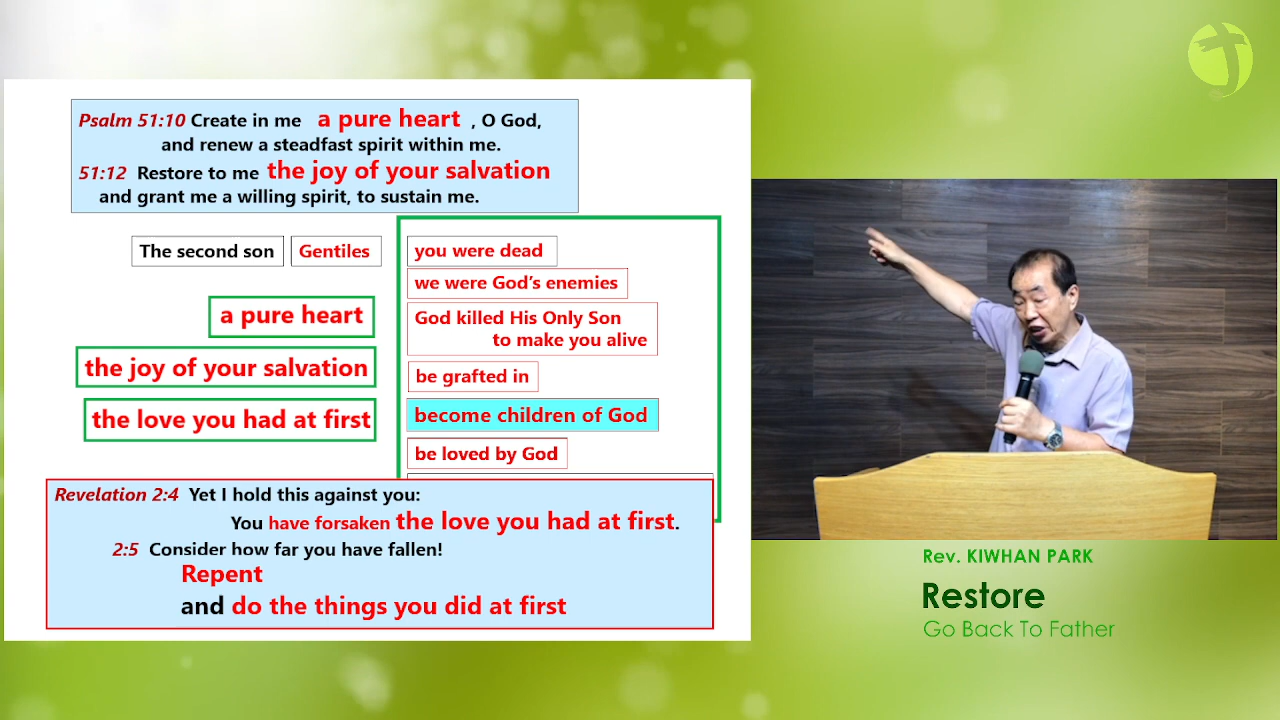 Psalm 51:10 Create in me a pure heart , O God,
and renew a steadfast spirit within me.
51:12 Restore to me the joy of your salvation
and grant me a willing spirit, to sustain me.
The second son Gentiles
a pure heart
the joy of your salvation
the love you had at first
you were dead
we were God's enemies
God killed His Only Son
to make you alive
be grafted in
become children of God
be loved by God
Revelation 2:4 Yet I hold this against you:
You have forsaken the love you had at first.
2:5 Consider how far you have fallen!
Repent
and do the things you did at first
Rev. KIWHAN PARK
Restore
Go Back To Father